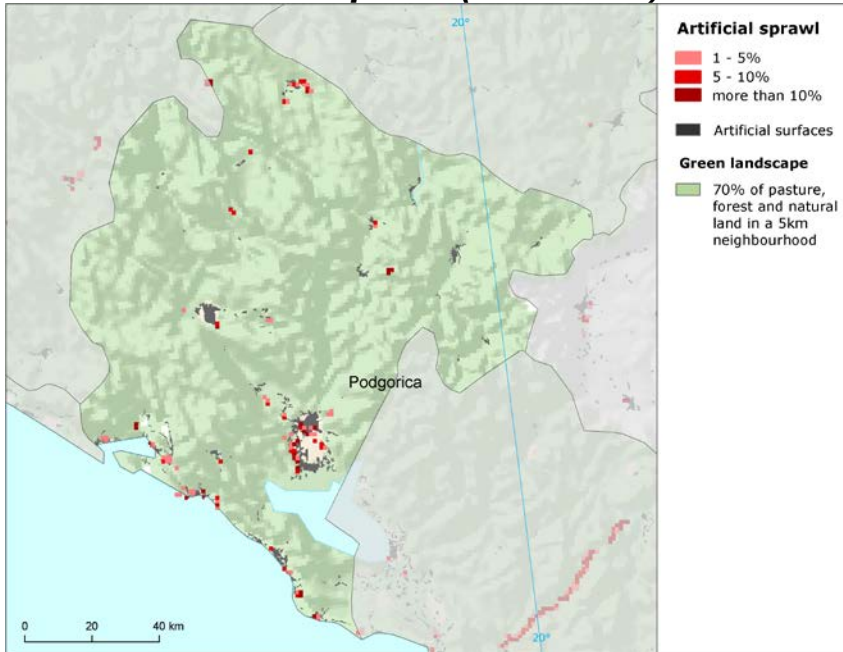 20°
Artificial sprawl
1 - 5%
5 - 10%
more than 10%
Artificial surfaces
Green landscape
70% of pasture,
forest and natural
land in a 5km
neighbourhood
Podgorica
0 20 40 km
20°